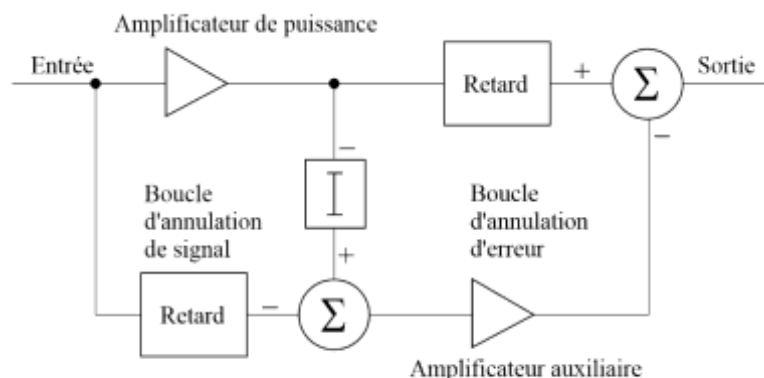 Amplificateur de puissance
Entrée
Retard
+
Σ
Sortie
−
−
Boucle
d'annulation
de signal
Boucle
d'annulation
d'erreur
+
Retard
−
Σ
Amplificateur auxiliaire